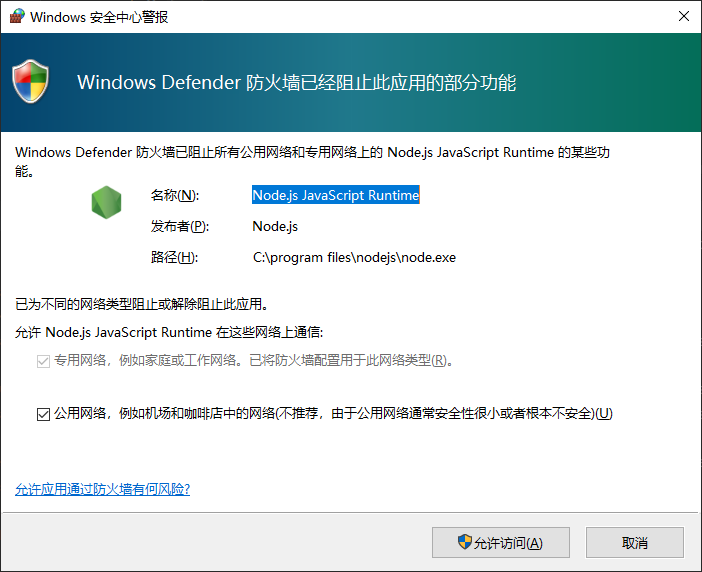 Windows 安全中心警报
Windows Defender 防火墙已经阻止此应用的部分功能
Windows Defender 防火墙已阻止所有公用网络和专用网络上的 Node.js JavaScript Runtime 的某些功
能。
名称(N): Node.js JavaScript Runtime
发布者(P): Node.js
路径(H): C:\program files\nodejs\node.exe
已为不同的网络类型阻止或解除阻止此应用。
允许 Node.js JavaScript Runtime 在这些网络上通信:
专用网络，例如家庭或工作网络。已将防火墙配置用于此网络类型(R)。
公用网络，例如机场和咖啡店中的网络(不推荐，由于公用网络通常安全性很小或者根本不安全)(U)
允许应用通过防火墙有何风险?
允许访问(A) 取消